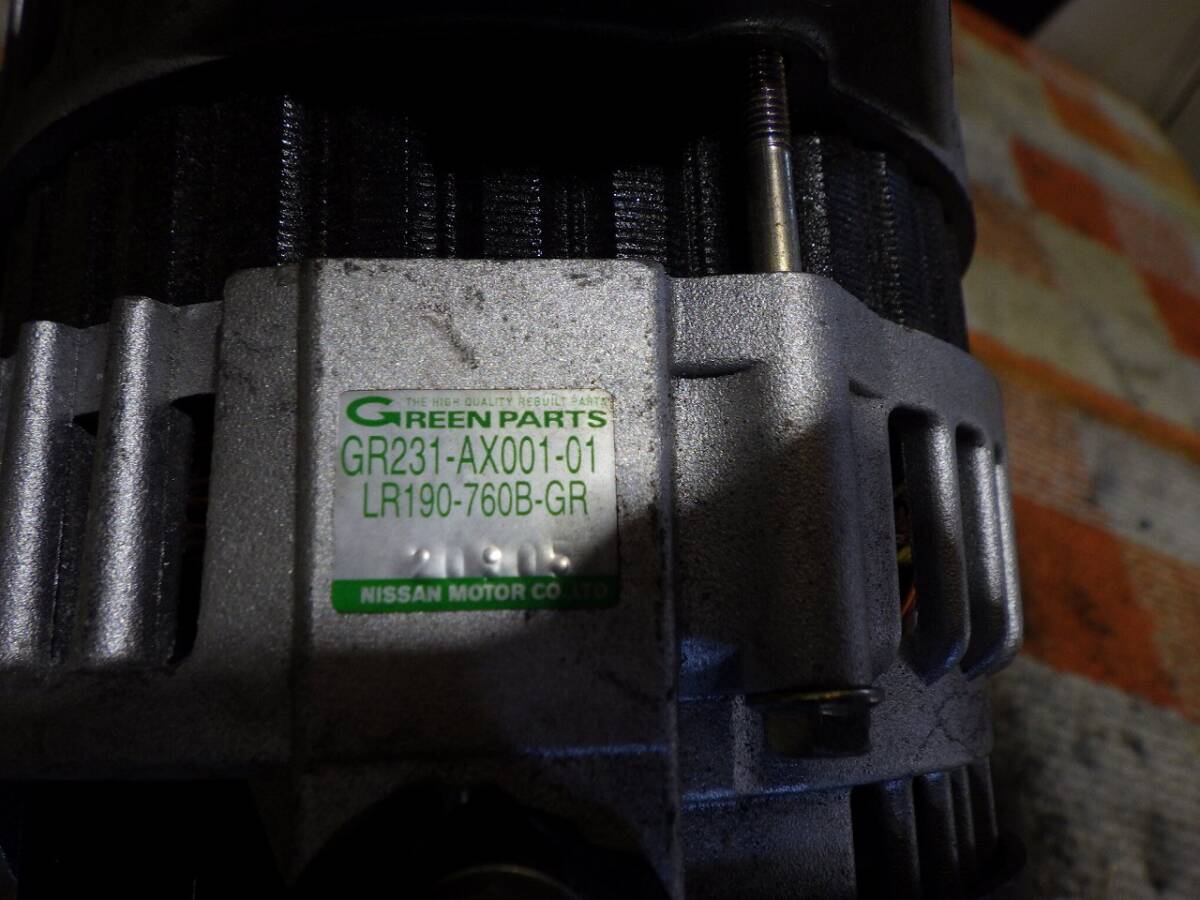 THE HIGH QUALITY REBUILT PARTS
GREEN PARTS
GR231-AX001-01
LR190-760B-GR
20905
NISSAN MOTOR CO.,LTD